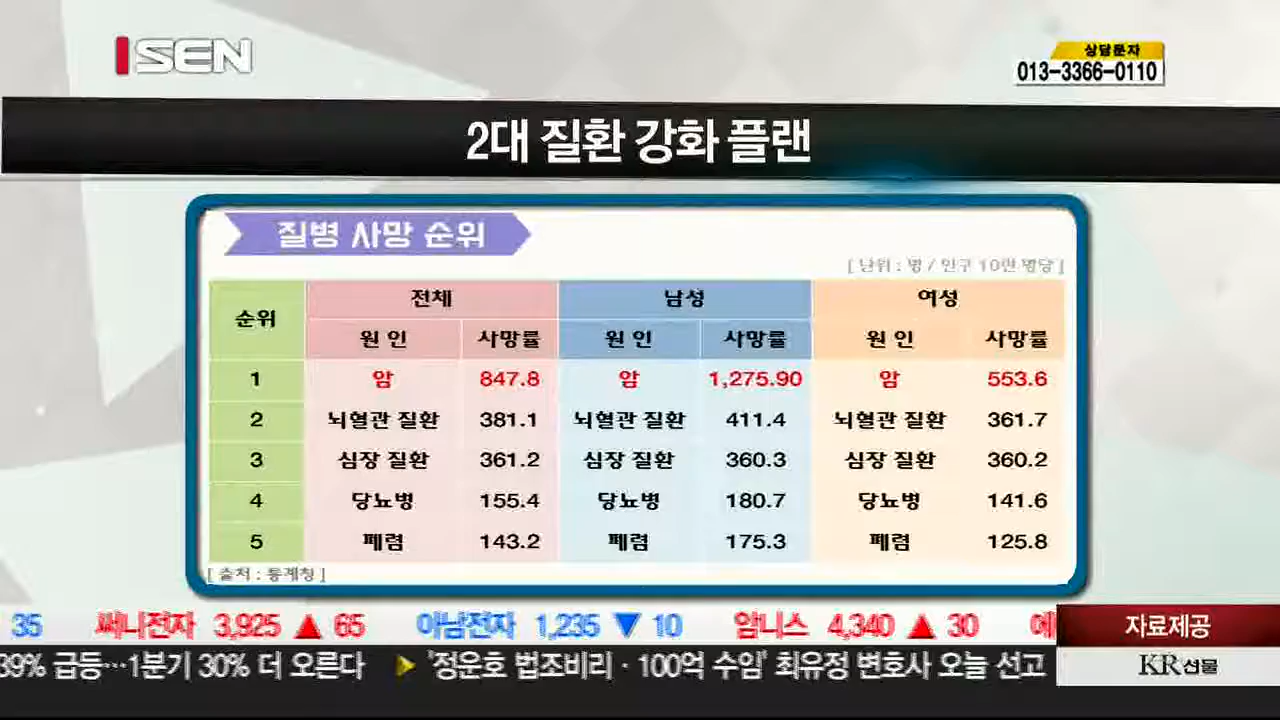 SEN
상담문자
013-3366-0110
2대 질환 강화 플랜
질병 사망 순위
[ 단위 : 명 / 인구 10만 명당 ]
순위 전체 남성 여성
원 인 사망률 원 인 사망률 원 인 사망률
1 암 847.8 암 1,275.90 암 553.6
2 뇌혈관 질환 381.1 뇌혈관 질환 411.4 뇌혈관 질환 361.7
3 심장 질환 361.2 심장 질환 360.3 심장 질환 360.2
4 당뇨병 155.4 당뇨병 180.7 당뇨병 141.6
5 폐렴 143.2 폐렴 175.3 폐렴 125.8
[ 출처 : 통계청 ]
35 써니전자 3,925 ▲ 65 아남전자 1,235 ▼ 10 암니스 4,340 ▲ 30
자료제공
39% 급등…1분기 30% 더 오른다 ▶ '정운호 법조비리·100억 수임' 최유정 변호사 오늘 선고
KR선물